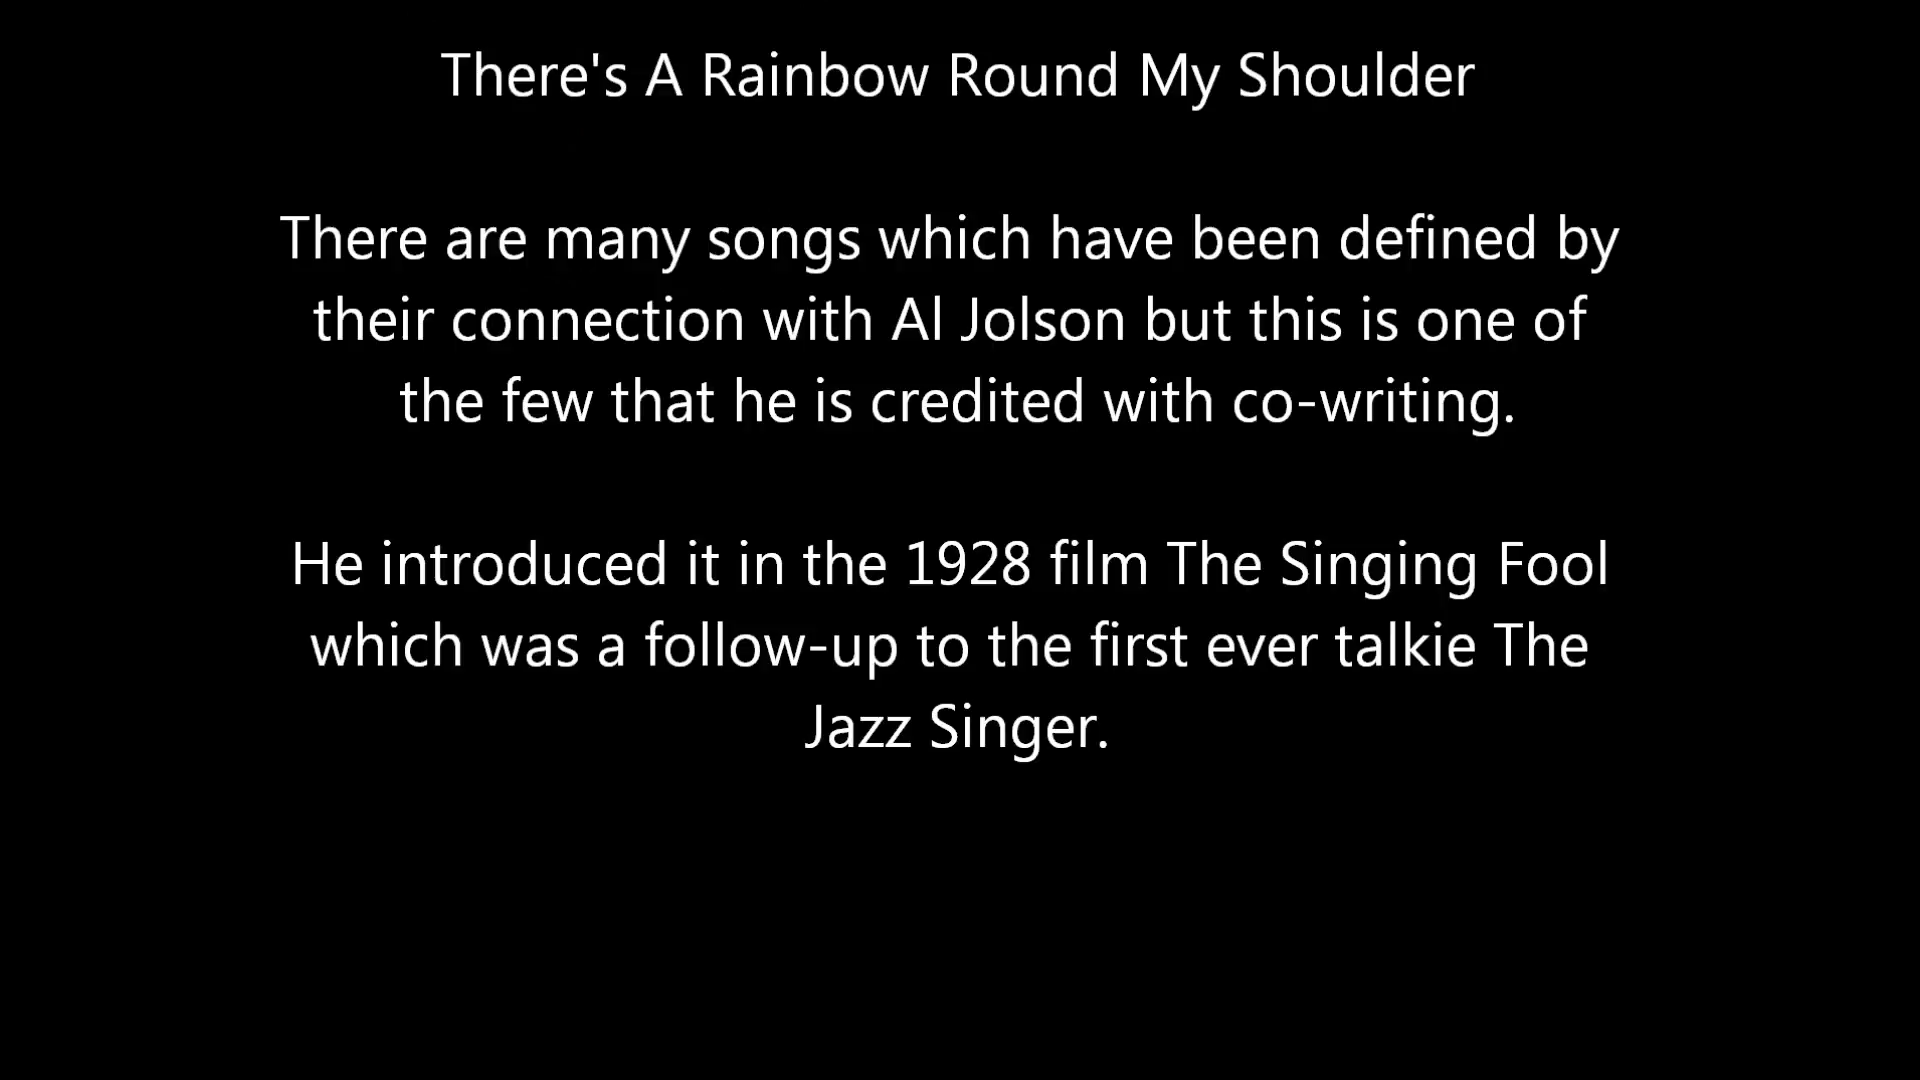 There's A Rainbow Round My Shoulder
There are many songs which have been defined by
their connection with Al Jolson but this is one of
the few that he is credited with co-writing.
He introduced it in the 1928 film The Singing Fool
which was a follow-up to the first ever talkie The
Jazz Singer.